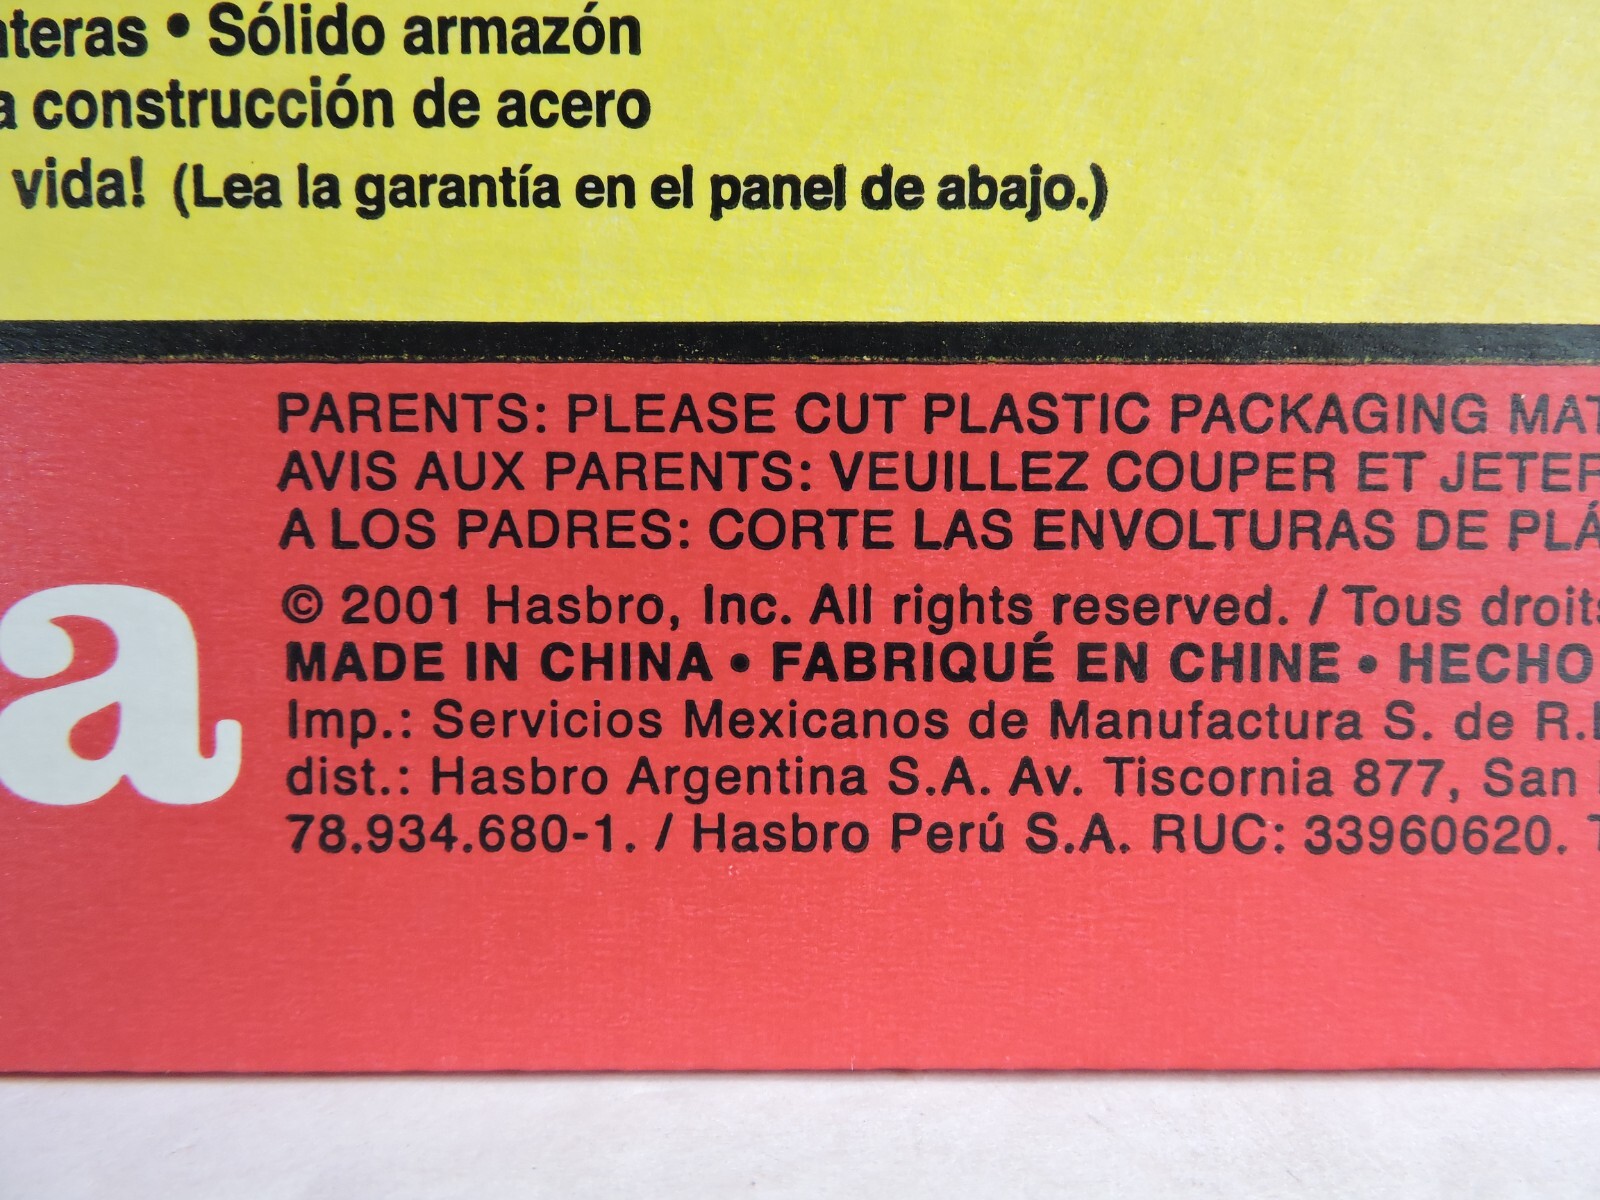 • Sólido armazón
a construcción de acero
vida! (Lea la garantía en el panel de abajo.)
PARENTS: PLEASE CUT PLASTIC PACKAGING
AVIS AUX PARENTS: VEUILLEZ COUPER ET JETER
A LOS PADRES: CORTE LAS ENVOLTURAS DE
© 2001 Hasbro, Inc. All rights reserved. / Tous droits
MADE IN CHINA • FABRIQUÉ EN CHINE • HECHO
Imp.: Servicios Mexicanos de Manufactura S. de R.
dist.: Hasbro Argentina S.A. Av. Tiscornia 877, San
78.934.680-1. / Hasbro Perú S.A. RUC: 33960620.
a